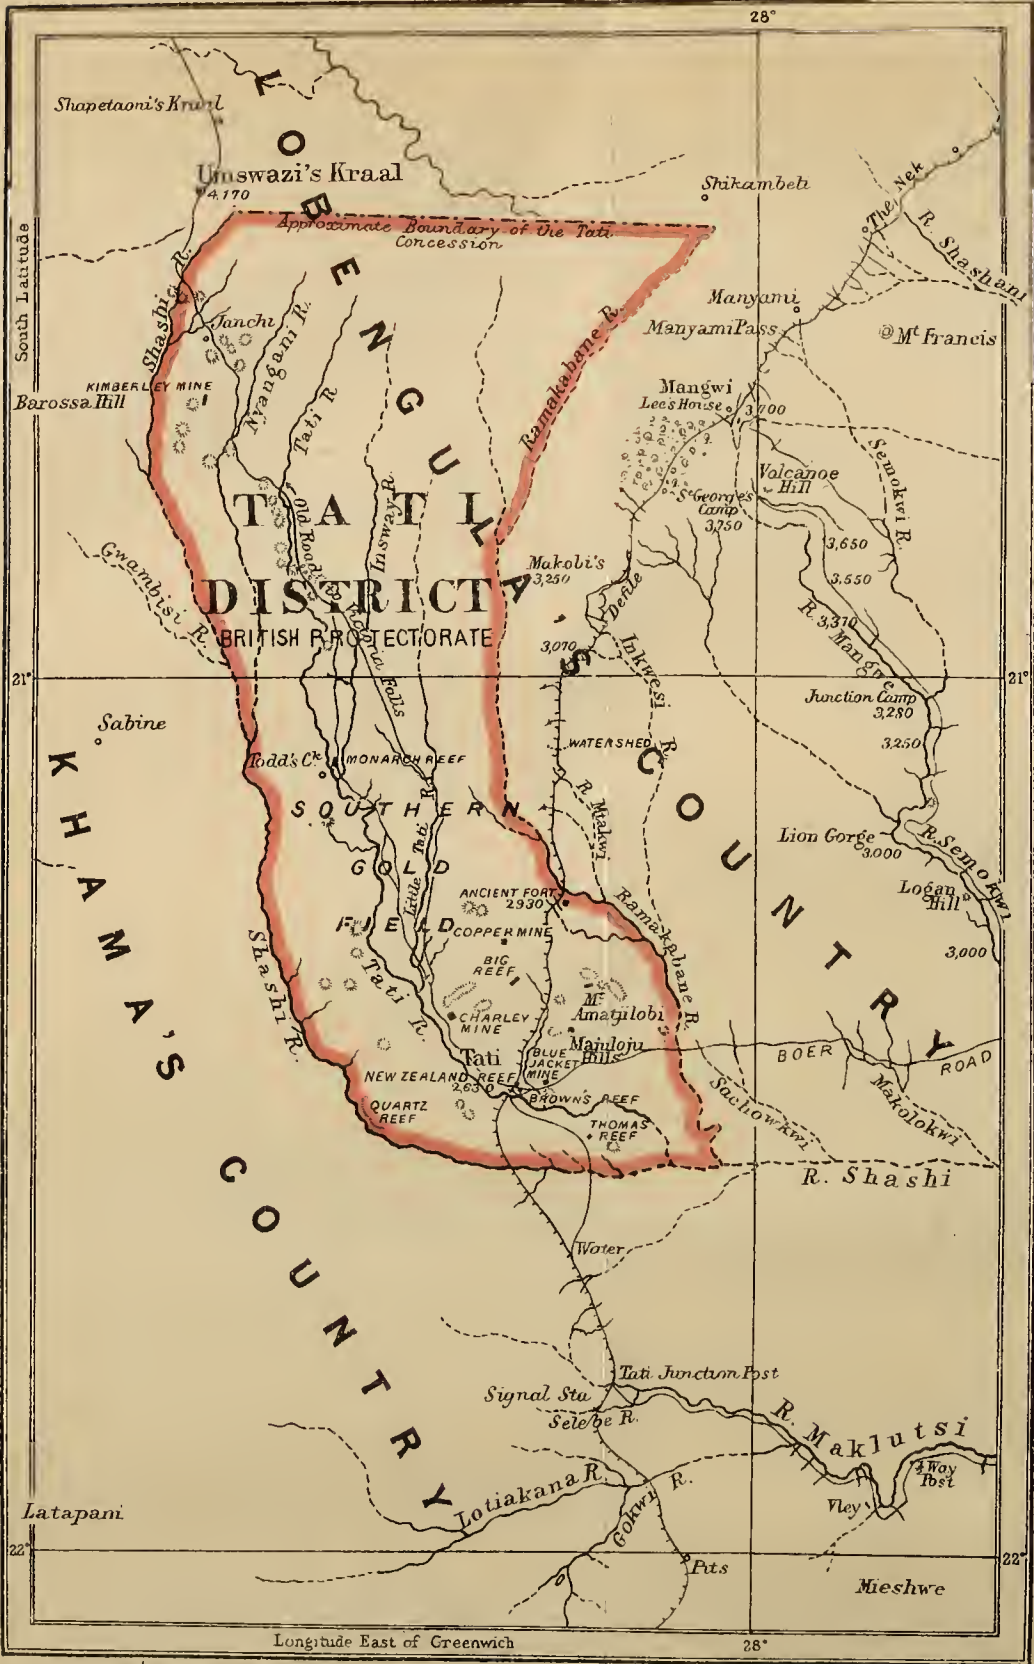 28°
Shapetaoni's Kraal
Umswazi's Kraal
4,170
Shikambeh
The Nek
R. Shashani
LOBENGULA'S COUNTRY
Approximate Boundary of the Tati
Concession
South Latitude
Shashi R.
Janchi
Nyangani R.
Tati R
Ramakabane R.
Manyami
Manyami Pass
Mt Francis
KIMBERLEY MINE
Barossa Hill
Mangwi
Lee's House
3,700
Volcanoe
Hill
St George's
Camp
3,750
Semokwi R.
3,650
3,550
3,370
R. Mangwe
Insway R.
Old Road to Victoria Falls
TATI
DISTRICT
BRITISH PROTECTORATE
Makobi's
3,250
Defile
3,070
Inkwesi R.
Gwambisi R.
21°
21°
Junction Camp
3,280
3,250
Sabine
WATERSHED
Todd's Ck
MONARCH REEF
KHAMA'S COUNTRY
SOUTHERN
GOLD
FIELD
Little Tati R.
R. Mtakwi
Lion Gorge
3,000
R. Semokwi
Logan
Hill
3,000
ANCIENT FORT
2930
Ramakabane R.
COPPER MINE
BIG
REEF
Shashi R.
Tati R.
Mt
Amatjilobi
CHARLEY
MINE
Majuloju
Hills
Tati
BLUE
JACKET
MINE
NEW ZEALAND REEF
2,630
BROWN'S REEF
QUARTZ
REEF
THOMAS
REEF
BOER ROAD
Sachowkwi
Makolokwi
R. Shashi
Water
Tati Junction Post
Signal Sta
Selebe R.
R. Maklutsi
Way
Post
Vley
Lotiakana R.
Gokwi R.
Latapani
22°
22°
Pits
Mieshwe
Longitude East of Greenwich
28°